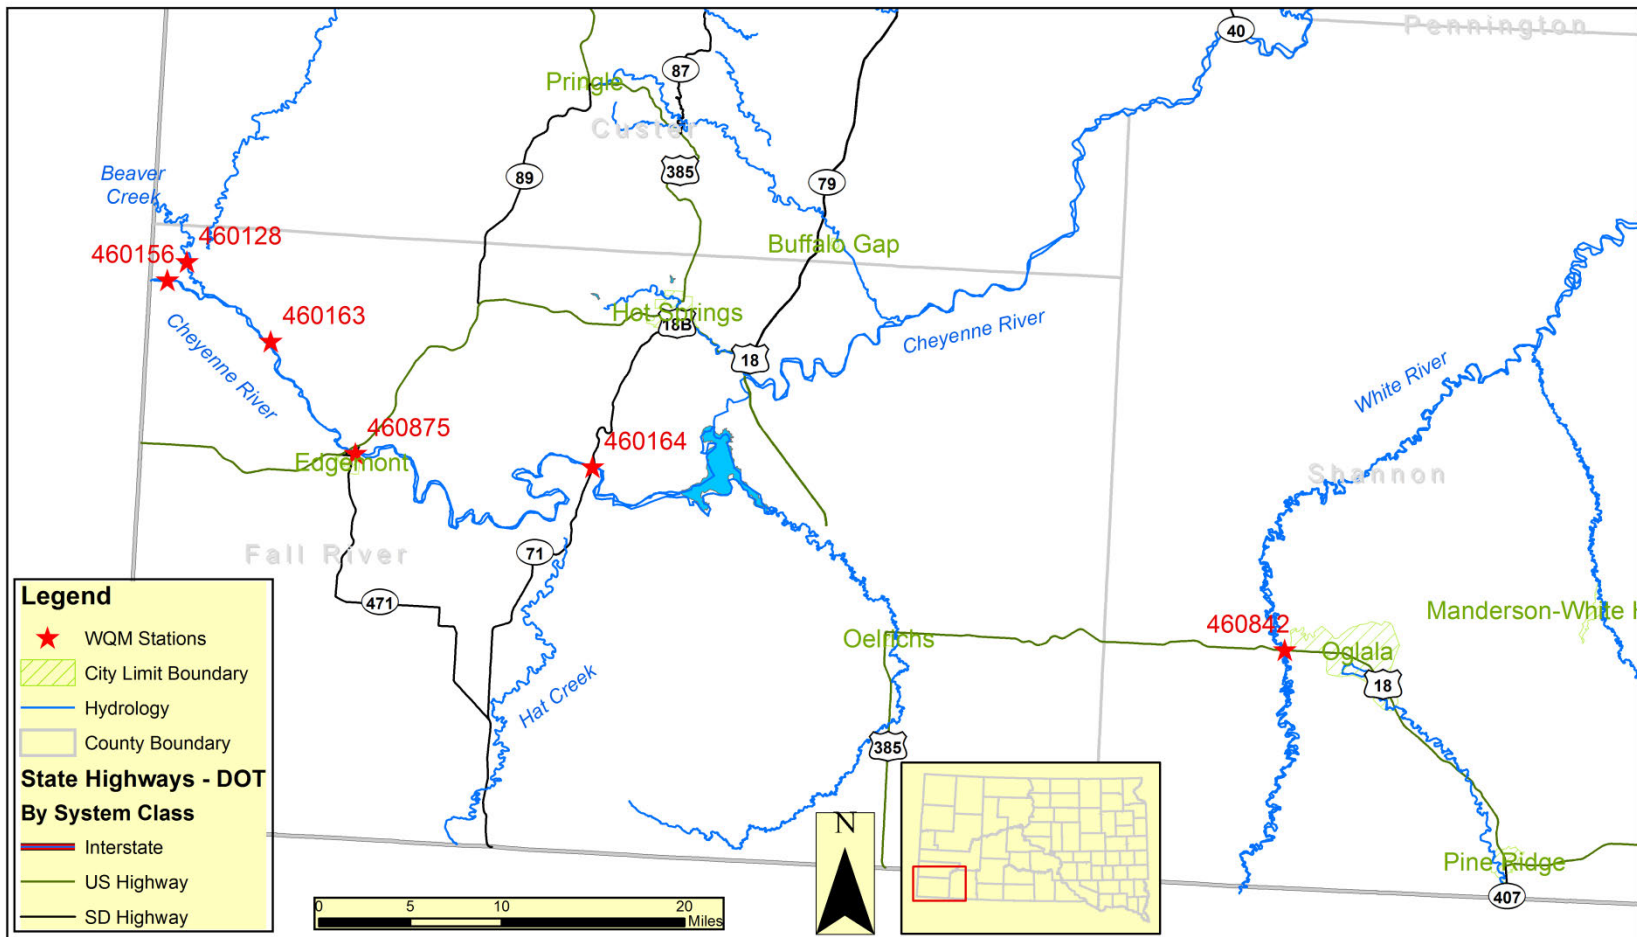 40
Pennington
87
Pringle
Custer
Beaver
Creek
89
385
79
460128
460156
Buffalo Gap
460163
Hot Springs
18B
Cheyenne River
Cheyenne River
18
White River
460875
460164
Edgemont
Shannon
Fall River
71
471
Oelrichs
460842
Oglala
Manderson-White H
18
Hat Creek
385
Pine Ridge
407
Legend
WQM Stations
City Limit Boundary
Hydrology
County Boundary
State Highways - DOT
By System Class
Interstate
US Highway
SD Highway
0 5 10 20
Miles
N